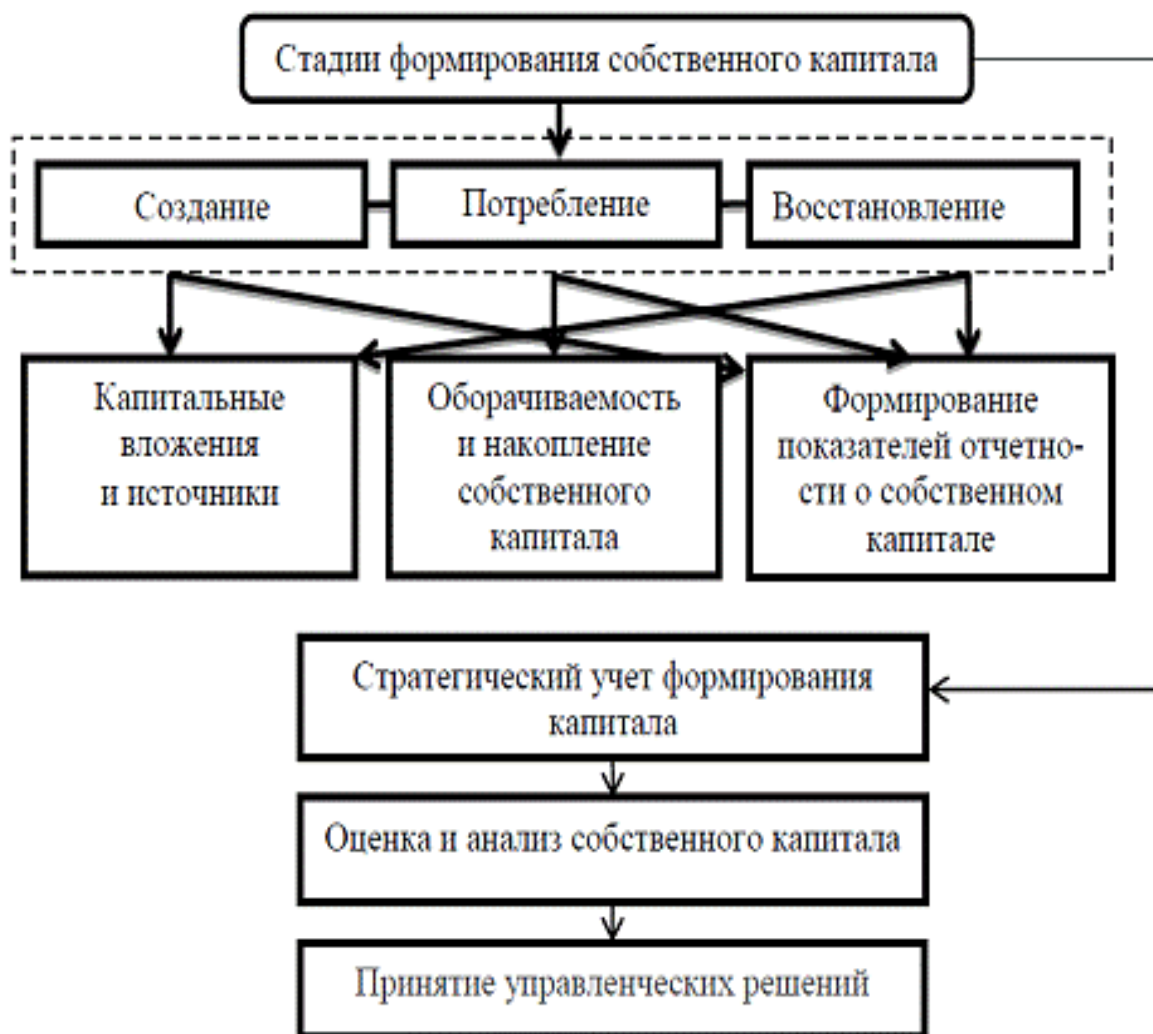 Стадии формирования собственного капитала
Создание
Потребление
Восстановление
Капитальные
вложения
и источники
Оборачиваемость
и накопление
собственного
капитала
Формирование
показателей отчетно-
сти о собственном
капитале
Стратегический учет формирования
капитала
Оценка и анализ собственного капитала
Принятие управленческих решений